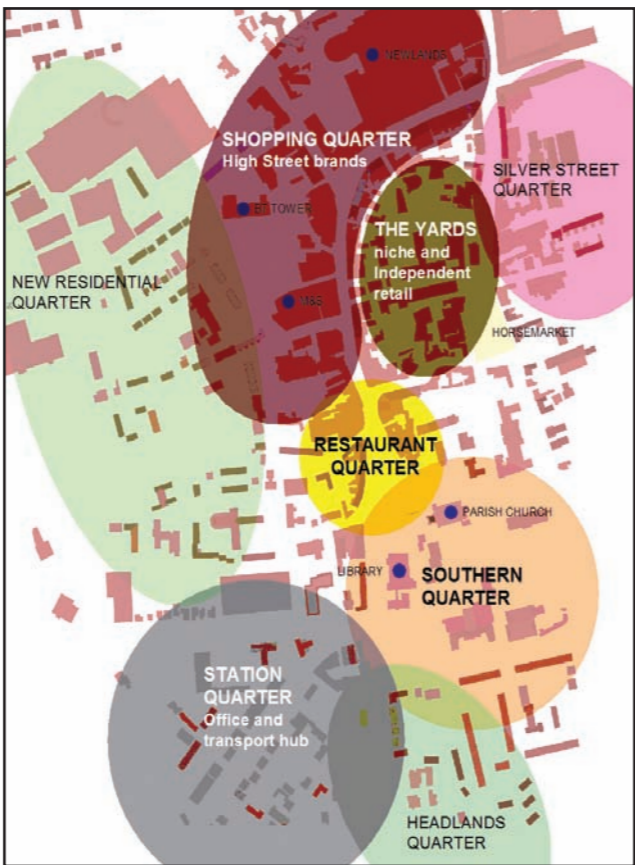 NEWLANDS
SHOPPING QUARTER
High Street brands
SILVER STREET
QUARTER
BT TOWER
THE YARDS
niche and
Independent
retail
NEW RESIDENTIAL
QUARTER
M&S
HORSEMARKET
RESTAURANT
QUARTER
PARISH CHURCH
LIBRARY
SOUTHERN
QUARTER
STATION
QUARTER
Office and
transport hub
HEADLANDS
QUARTER